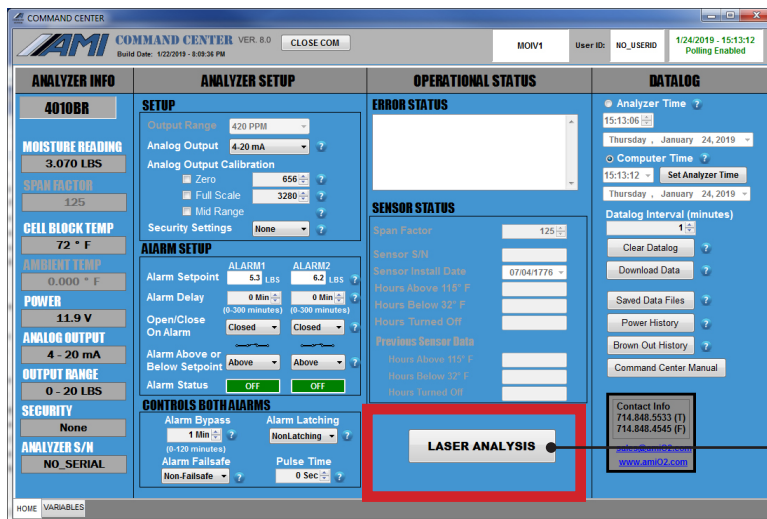 COMMAND CENTER
AMI COMMAND CENTER VER. 8.0 CLOSE COM
Build Date: 1/22/2019 - 8:09:36 PM
MOIV1 User ID: NO_USERID 1/24/2019 - 15:13:12
Polling Enabled
ANALYZER INFO
4010BR
MOISTURE READING
3.070 LBS
SPAN FACTOR
125
CELL BLOCK TEMP
72 ° F
AMBIENT TEMP
0.000 ° F
POWER
11.9 V
ANALOG OUTPUT
4 - 20 mA
OUTPUT RANGE
0 - 20 LBS
SECURITY
None
ANALYZER S/N
NO_SERIAL
ANALYZER SETUP
SETUP
Output Range 420 PPM
Analog Output 4-20 mA ?
Analog Output Calibration
Zero 656 ?
Full Scale 3280 ?
Mid Range ?
Security Settings None ?
ALARM SETUP
ALARM1 ALARM2
Alarm Setpoint 5.3 LBS 6.2 LBS ?
Alarm Delay 0 Min 0 Min ?
(0-300 minutes) (0-300 minutes)
Open/Close
On Alarm Closed Closed ?
Alarm Above or
Below Setpoint Above Above ?
Alarm Status OFF OFF
CONTROLS BOTH ALARMS
Alarm Bypass Alarm Latching
1 Min ? NonLatching ?
(0-120 minutes)
Alarm Failsafe Pulse Time
Non-Failsafe ? 0 Sec ?
OPERATIONAL STATUS
ERROR STATUS
SENSOR STATUS
Span Factor 125
Sensor S/N
Sensor Install Date 07/04/1776
Hours Above 115° F
Hours Below 32° F
Hours Turned Off
Previous Sensor Data
Hours Above 115° F
Hours Below 32° F
Hours Turned Off
LASER ANALYSIS
DATALOG
Analyzer Time ?
15:13:06
Thursday , January 24, 2019
Computer Time ?
15:13:12 Set Analyzer Time
Thursday , January 24, 2019
Datalog Interval (minutes)
1
Clear Datalog ?
Download Data ?
Saved Data Files ?
Power History ?
Brown Out History ?
Command Center Manual
Contact Info
714.848.5533 (T)
714.848.4545 (F)
sales@amiO2.com
www.amiO2.com
HOME VARIABLES